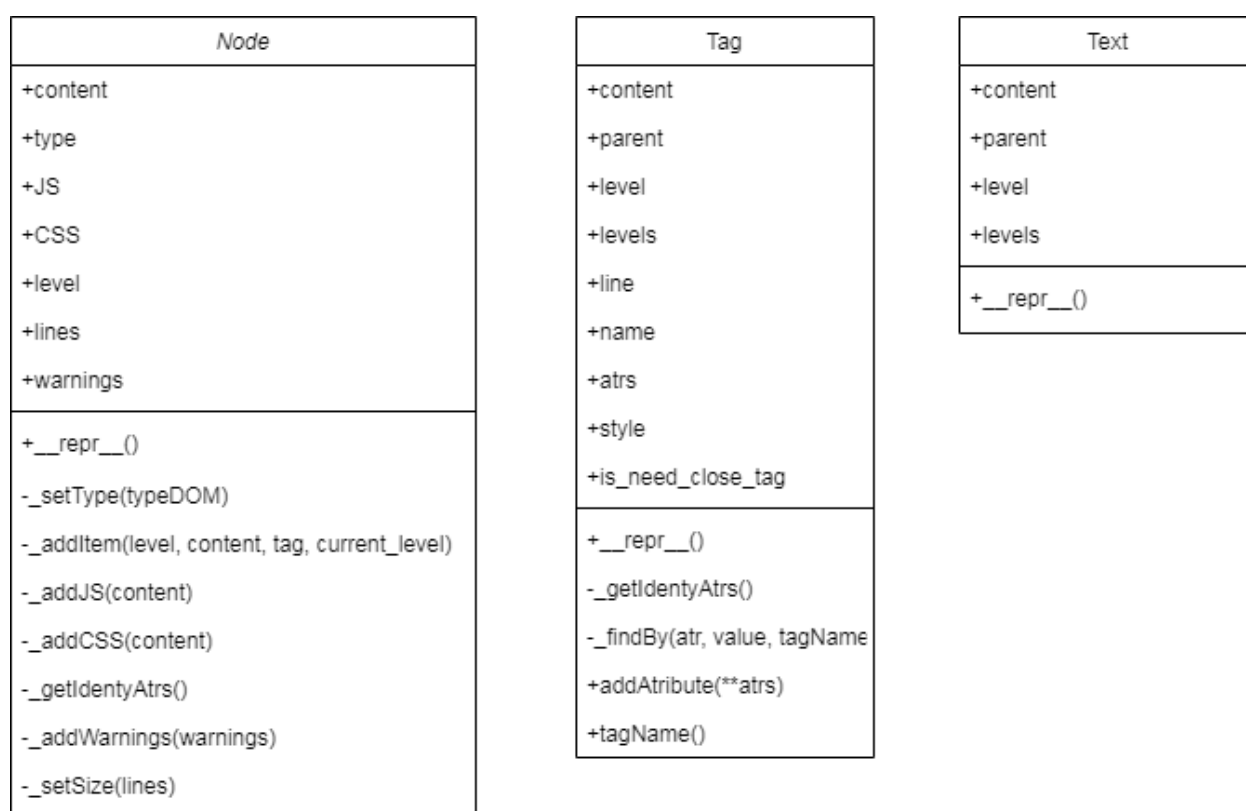 Node
+content
+type
+JS
+CSS
+level
+lines
+warnings
+__repr__()
-_setType(typeDOM)
-_addItem(level, content, tag, current_level)
-_addJS(content)
-_addCSS(content)
-_getIdentyAtrs()
-_addWarnings(warnings)
-_setSize(lines)
Tag
+content
+parent
+level
+levels
+line
+name
+atrs
+style
+is_need_close_tag
+__repr__()
-_getIdentyAtrs()
-_findBy(atr, value, tagName
+addAtribute(**atrs)
+tagName()
Text
+content
+parent
+level
+levels
+__repr__()